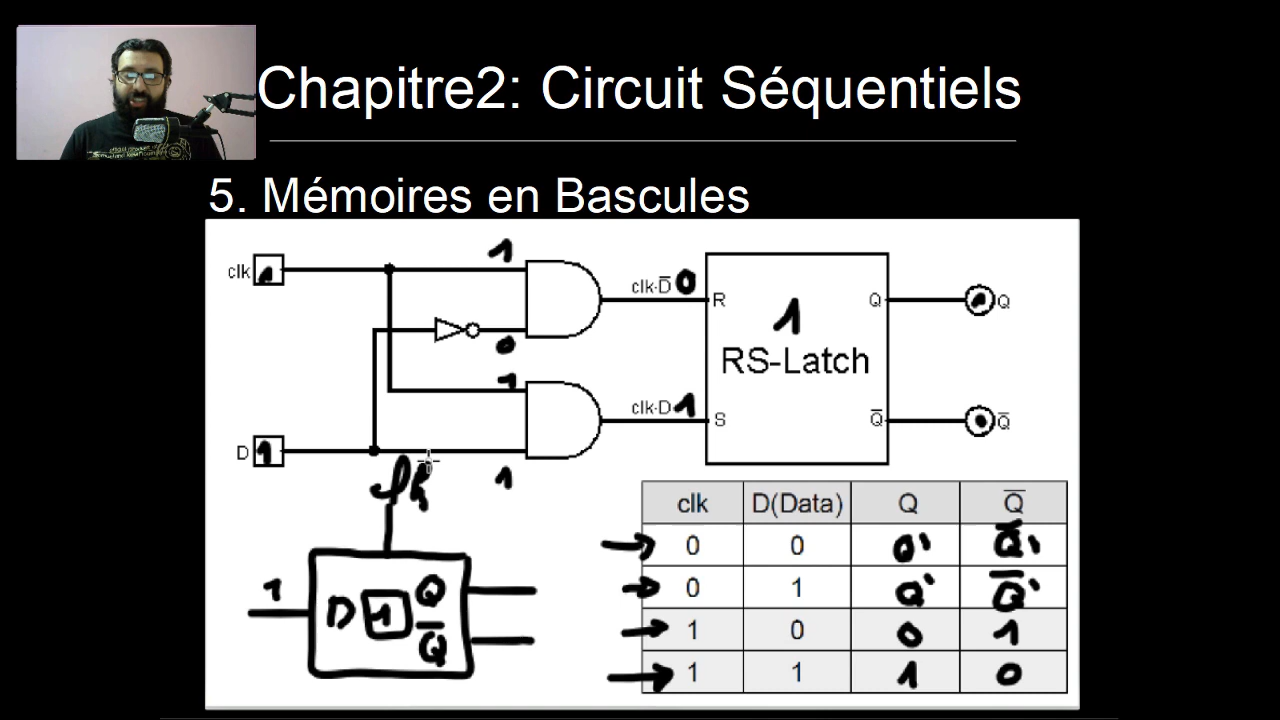 Chapitre2: Circuit Séquentiels
5. Mémoires en Bascules
clk 1
1
0
1
1
D 1
clk·D̅ 0
clk·D 1
R
S
1
RS-Latch
Q
Q̅
Q
Q̅
1
D 1 Q
Q̅
clk D(Data) Q Q̅
0 0 Q' Q̅'
0 1 Q' Q̅'
1 0 0 1
1 1 1 0